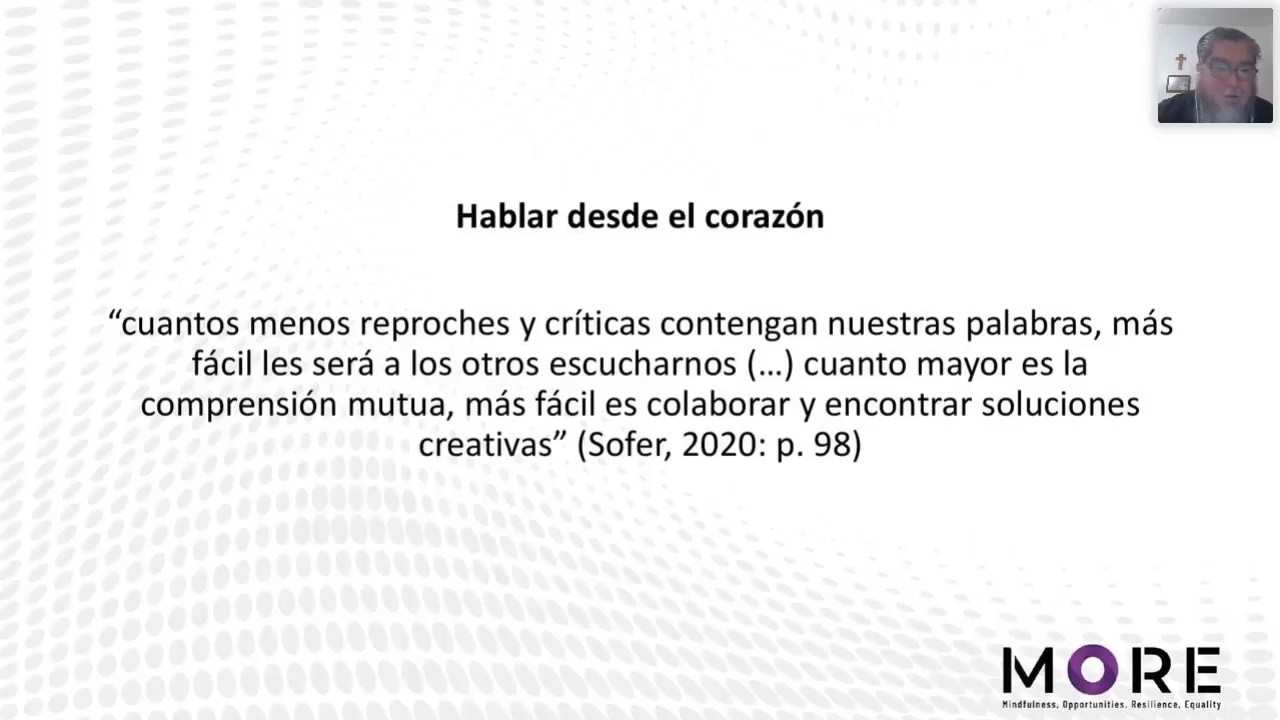 Hablar desde el corazón
“cuantos menos reproches y críticas contengan nuestras palabras, más
fácil les será a los otros escucharnos (…) cuanto mayor es la
comprensión mutua, más fácil es colaborar y encontrar soluciones
creativas” (Sofer, 2020: p. 98)
MORE
Mindfulness, Opportunities, Resilience, Equality